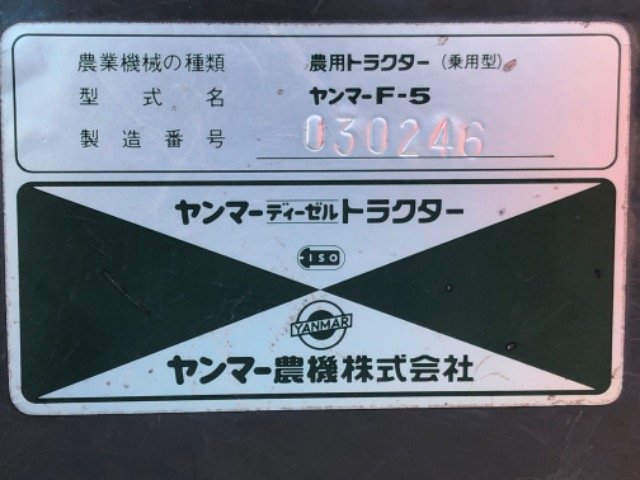 農業機械の種類 農用トラクター (乗用型)
型式名 ヤンマーF-5
製造番号 030246
ヤンマーディーゼルトラクター
ISO
YANMAR
ヤンマー農機株式会社